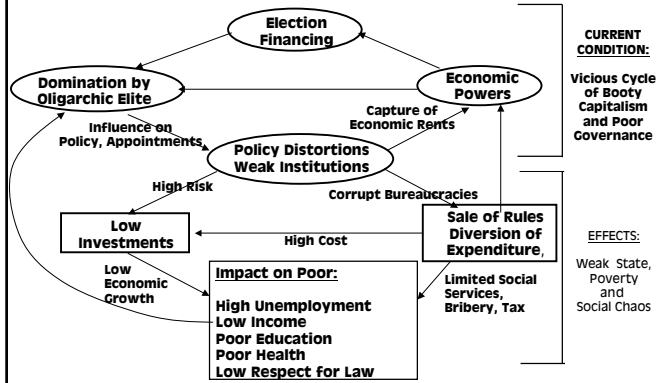 Election
Financing
Domination by
Oligarchic Elite
Economic
Powers
Influence on
Policy, Appointments
Capture of
Economic Rents
Policy Distortions
Weak Institutions
High Risk
Corrupt Bureaucracies
Low
Investments
High Cost
Sale of Rules
Diversion of
Expenditure,
Low
Economic
Growth
Limited Social
Services,
Bribery, Tax
Impact on Poor:
High Unemployment
Low Income
Poor Education
Poor Health
Low Respect for Law
CURRENT
CONDITION:
Vicious Cycle
of Booty
Capitalism
and Poor
Governance
EFFECTS:
Weak State,
Poverty
and
Social Chaos